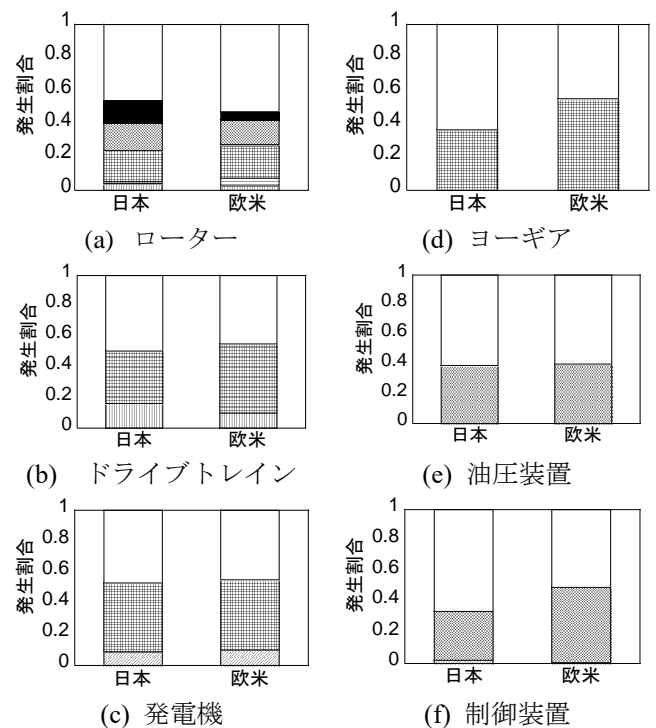 発生割合
1
0.8
0.6
0.4
0.2
0
日本 欧米
(a) ローター
発生割合
1
0.8
0.6
0.4
0.2
0
日本 欧米
(d) ヨーギア
発生割合
1
0.8
0.6
0.4
0.2
0
日本 欧米
(b) ドライブトレイン
発生割合
1
0.8
0.6
0.4
0.2
0
日本 欧米
(e) 油圧装置
発生割合
1
0.8
0.6
0.4
0.2
0
日本 欧米
(c) 発電機
発生割合
1
0.8
0.6
0.4
0.2
0
日本 欧米
(f) 制御装置